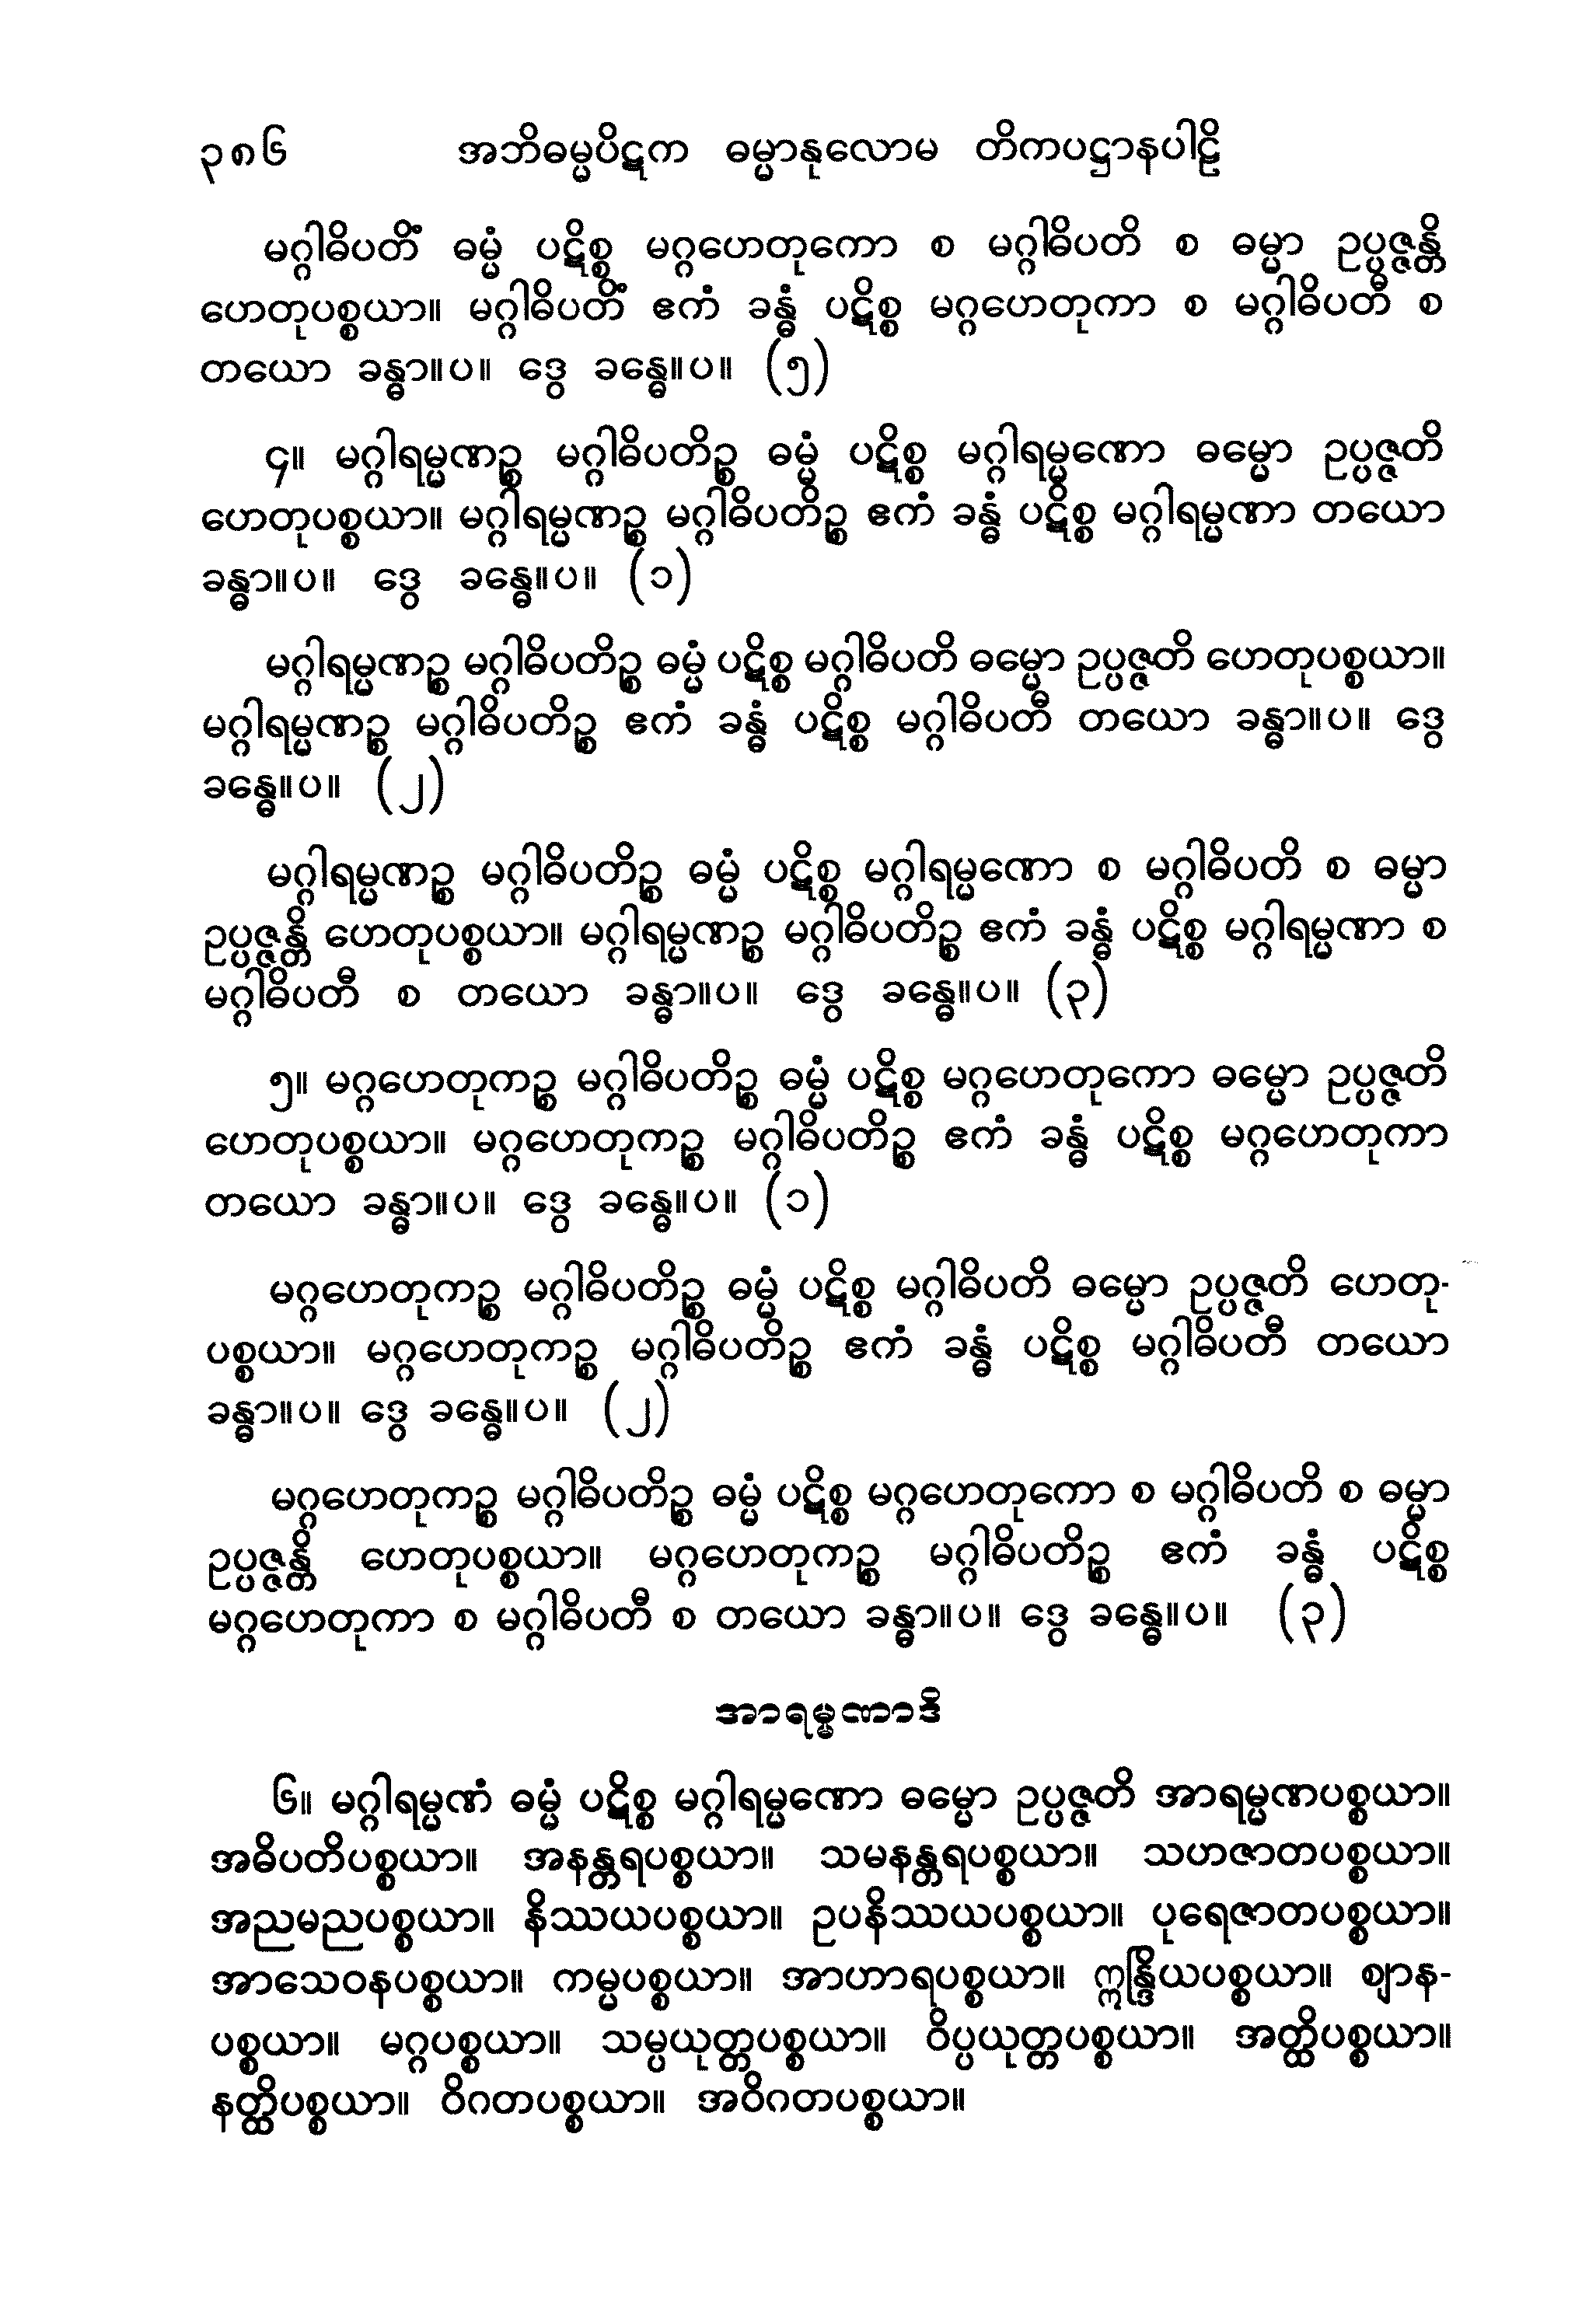 ၃၈၆ အဘိဓမ္မပိဋက ဓမ္မာနုလောမ တိကပဋ္ဌာနပါဠိ
မဂ္ဂါဓိပတိံ ဓမ္မံ ပဋိစ္စ မဂ္ဂဟေတုကော စ မဂ္ဂါဓိပတိ စ ဓမ္မာ ဥပ္ပဇ္ဇန္တိ
ဟေတုပစ္စယာ။ မဂ္ဂါဓိပတိံ ဧကံ ခန္ဓံ ပဋိစ္စ မဂ္ဂဟေတုကာ စ မဂ္ဂါဓိပတီ စ
တယော ခန္ဓာ။ပ။ ဒွေ ခန္ဓေ။ပ။ (၅)
၄။ မဂ္ဂါရမ္မဏဉ္စ မဂ္ဂါဓိပတိဉ္စ ဓမ္မံ ပဋိစ္စ မဂ္ဂါရမ္မဏော ဓမ္မော ဥပ္ပဇ္ဇတိ
ဟေတုပစ္စယာ။ မဂ္ဂါရမ္မဏဉ္စ မဂ္ဂါဓိပတိဉ္စ ဧကံ ခန္ဓံ ပဋိစ္စ မဂ္ဂါရမ္မဏာ တယော
ခန္ဓာ။ပ။ ဒွေ ခန္ဓေ။ပ။ (၁)
မဂ္ဂါရမ္မဏဉ္စ မဂ္ဂါဓိပတိဉ္စ ဓမ္မံ ပဋိစ္စ မဂ္ဂါဓိပတိ ဓမ္မော ဥပ္ပဇ္ဇတိ ဟေတုပစ္စယာ။
မဂ္ဂါရမ္မဏဉ္စ မဂ္ဂါဓိပတိဉ္စ ဧကံ ခန္ဓံ ပဋိစ္စ မဂ္ဂါဓိပတီ တယော ခန္ဓာ။ပ။ ဒွေ
ခန္ဓေ။ပ။ (၂)
မဂ္ဂါရမ္မဏဉ္စ မဂ္ဂါဓိပတိဉ္စ ဓမ္မံ ပဋိစ္စ မဂ္ဂါရမ္မဏော စ မဂ္ဂါဓိပတိ စ ဓမ္မာ
ဥပ္ပဇ္ဇန္တိ ဟေတုပစ္စယာ။ မဂ္ဂါရမ္မဏဉ္စ မဂ္ဂါဓိပတိဉ္စ ဧကံ ခန္ဓံ ပဋိစ္စ မဂ္ဂါရမ္မဏာ စ
မဂ္ဂါဓိပတီ စ တယော ခန္ဓာ။ပ။ ဒွေ ခန္ဓေ။ပ။ (၃)
၅။ မဂ္ဂဟေတုကဉ္စ မဂ္ဂါဓိပတိဉ္စ ဓမ္မံ ပဋိစ္စ မဂ္ဂဟေတုကော ဓမ္မော ဥပ္ပဇ္ဇတိ
ဟေတုပစ္စယာ။ မဂ္ဂဟေတုကဉ္စ မဂ္ဂါဓိပတိဉ္စ ဧကံ ခန္ဓံ ပဋိစ္စ မဂ္ဂဟေတုကာ
တယော ခန္ဓာ။ပ။ ဒွေ ခန္ဓေ။ပ။ (၁)
မဂ္ဂဟေတုကဉ္စ မဂ္ဂါဓိပတိဉ္စ ဓမ္မံ ပဋိစ္စ မဂ္ဂါဓိပတိ ဓမ္မော ဥပ္ပဇ္ဇတိ ဟေတု-
ပစ္စယာ။ မဂ္ဂဟေတုကဉ္စ မဂ္ဂါဓိပတိဉ္စ ဧကံ ခန္ဓံ ပဋိစ္စ မဂ္ဂါဓိပတီ တယော
ခန္ဓာ။ပ။ ဒွေ ခန္ဓေ။ပ။ (၂)
မဂ္ဂဟေတုကဉ္စ မဂ္ဂါဓိပတိဉ္စ ဓမ္မံ ပဋိစ္စ မဂ္ဂဟေတုကော စ မဂ္ဂါဓိပတိ စ ဓမ္မာ
ဥပ္ပဇ္ဇန္တိ ဟေတုပစ္စယာ။ မဂ္ဂဟေတုကဉ္စ မဂ္ဂါဓိပတိဉ္စ ဧကံ ခန္ဓံ ပဋိစ္စ
မဂ္ဂဟေတုကာ စ မဂ္ဂါဓိပတီ စ တယော ခန္ဓာ။ပ။ ဒွေ ခန္ဓေ။ပ။ (၃)
အာရမ္မဏာဒိ
၆။ မဂ္ဂါရမ္မဏံ ဓမ္မံ ပဋိစ္စ မဂ္ဂါရမ္မဏော ဓမ္မော ဥပ္ပဇ္ဇတိ အာရမ္မဏပစ္စယာ။
အဓိပတိပစ္စယာ။ အနန္တရပစ္စယာ။ သမနန္တရပစ္စယာ။ သဟဇာတပစ္စယာ။
အညမညပစ္စယာ။ နိဿယပစ္စယာ။ ဥပနိဿယပစ္စယာ။ ပုရေဇာတပစ္စယာ။
အာသေဝနပစ္စယာ။ ကမ္မပစ္စယာ။ အာဟာရပစ္စယာ။ ဣန္ဒြိယပစ္စယာ။ ဈာန-
ပစ္စယာ။ မဂ္ဂပစ္စယာ။ သမ္ပယုတ္တပစ္စယာ။ ဝိပ္ပယုတ္တပစ္စယာ။ အတ္ထိပစ္စယာ။
နတ္ထိပစ္စယာ။ ဝိဂတပစ္စယာ။ အဝိဂတပစ္စယာ။